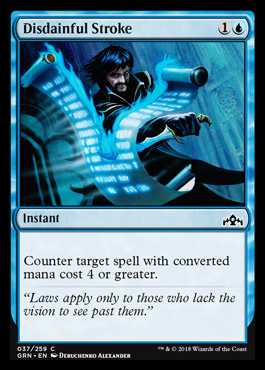 Disdainful Stroke 1
Instant
Counter target spell with converted
mana cost 4 or greater.
“Laws apply only to those who lack the
vision to see past them.”
037/259 C
GRN • EN Deruchenko Alexander
™ & © 2018 Wizards of the Coast